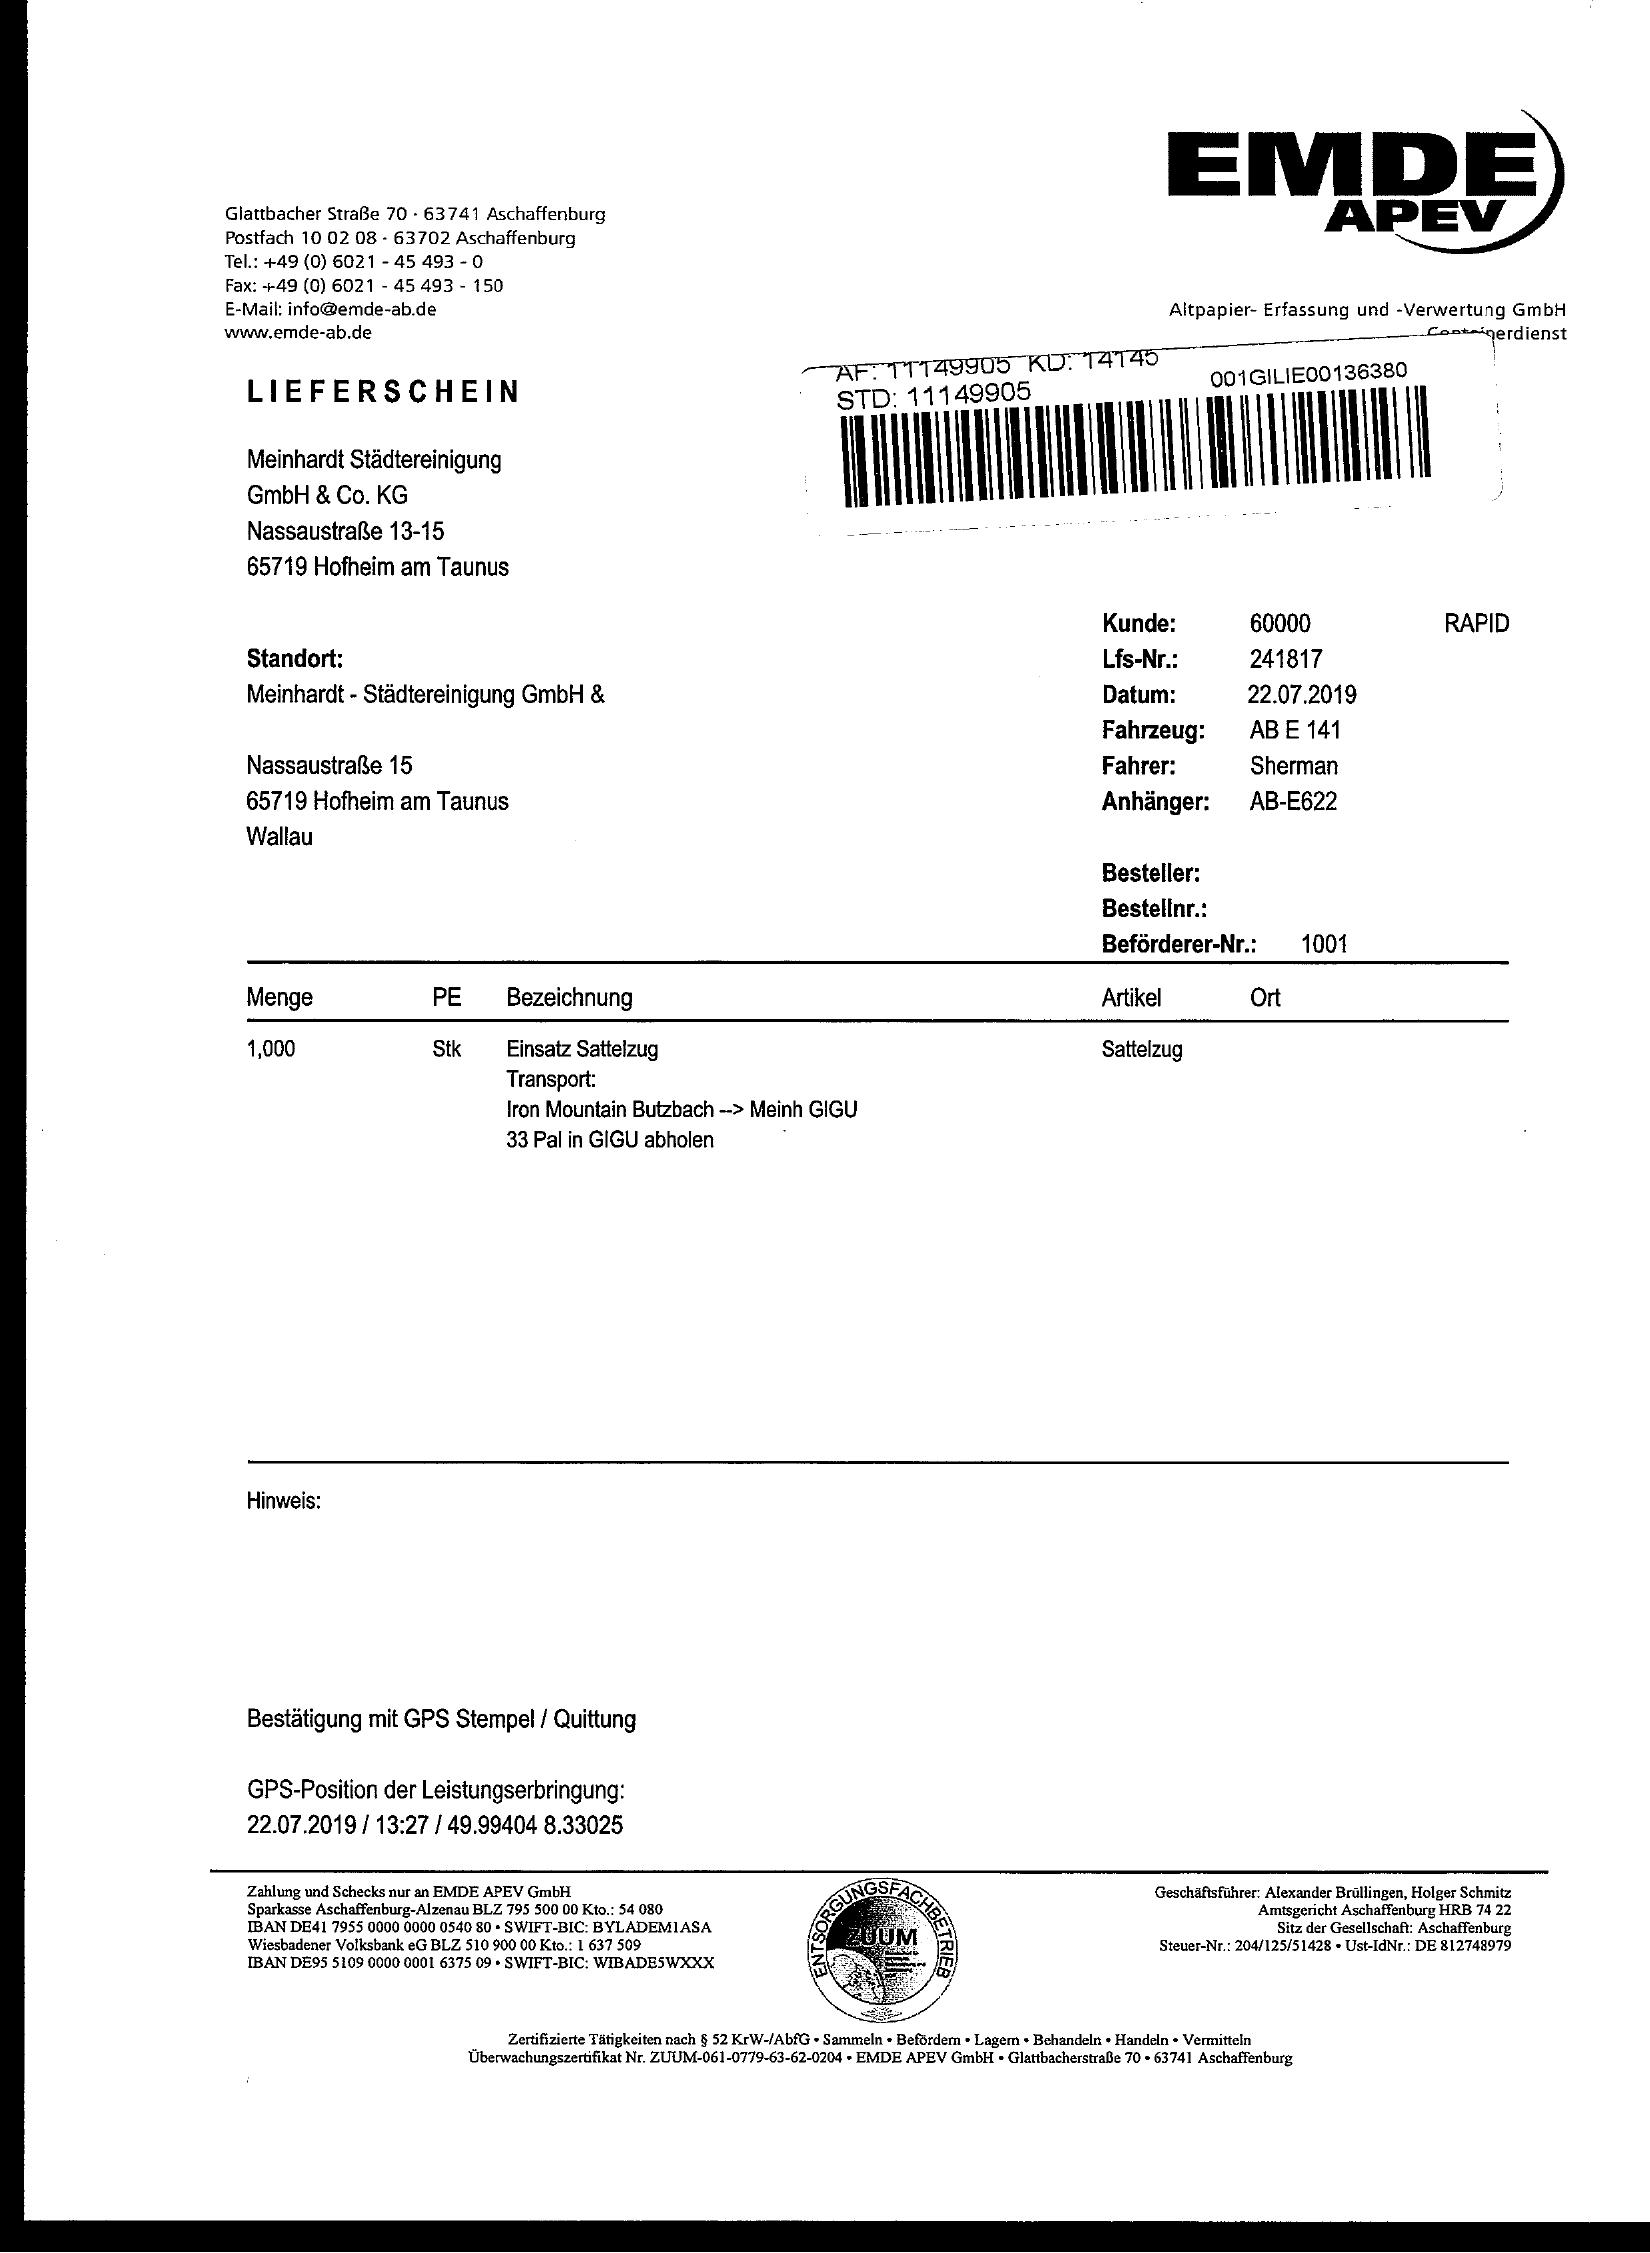 EMDE
APEV
Glattbacher Straße 70 · 63741 Aschaffenburg
Postfach 10 02 08 · 63702 Aschaffenburg
Tel.: +49 (0) 6021 - 45 493 - 0
Fax: +49 (0) 6021 - 45 493 - 150
E-Mail: info@emde-ab.de
www.emde-ab.de
Altpapier- Erfassung und -Verwertung GmbH
Containerdienst
LIEFERSCHEIN
AF: 11149905 KD: 14145
STD: 11149905
001GILIE00136380
Meinhardt Städtereinigung
GmbH & Co. KG
Nassaustraße 13-15
65719 Hofheim am Taunus
Kunde: 60000 RAPID
Standort:
Lfs-Nr.: 241817
Meinhardt - Städtereinigung GmbH &
Datum: 22.07.2019
Fahrzeug: AB E 141
Nassaustraße 15
Fahrer: Sherman
65719 Hofheim am Taunus
Anhänger: AB-E622
Wallau
Besteller:
Bestellnr.:
Beförderer-Nr.: 1001
Menge PE Bezeichnung Artikel Ort
1,000 Stk Einsatz Sattelzug Sattelzug
Transport:
Iron Mountain Butzbach --> Meinh GIGU
33 Pal in GIGU abholen
Hinweis:
Bestätigung mit GPS Stempel / Quittung
GPS-Position der Leistungserbringung:
22.07.2019 / 13:27 / 49.99404 8.33025
Zahlung und Schecks nur an EMDE APEV GmbH
Sparkasse Aschaffenburg-Alzenau BLZ 795 500 00 Kto.: 54 080
IBAN DE41 7955 0000 0000 0540 80 • SWIFT-BIC: BYLADEM1ASA
Wiesbadener Volksbank eG BLZ 510 900 00 Kto.: 1 637 509
IBAN DE95 5109 0000 0001 6375 09 • SWIFT-BIC: WIBADE5WXXX
ENTSORGUNGSFACHBETRIEB
ZUUM
Geschäftsführer: Alexander Brüllingen, Holger Schmitz
Amtsgericht Aschaffenburg HRB 74 22
Sitz der Gesellschaft: Aschaffenburg
Steuer-Nr.: 204/125/51428 • Ust-IdNr.: DE 812748979
Zertifizierte Tätigkeiten nach § 52 KrW-/AbfG • Sammeln • Befördern • Lagern • Behandeln • Handeln • Vermitteln
Überwachungszertifikat Nr. ZUUM-061-0779-63-62-0204 • EMDE APEV GmbH • Glattbacherstraße 70 • 63741 Aschaffenburg